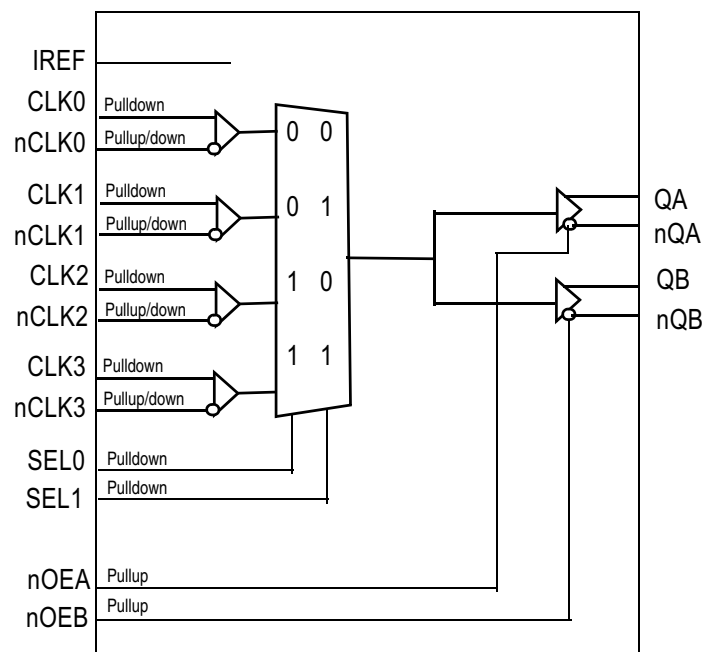 IREF
CLK0 Pulldown
nCLK0 Pullup/down
0 0
CLK1 Pulldown
nCLK1 Pullup/down
0 1
QA
nQA
CLK2 Pulldown
nCLK2 Pullup/down
1 0
QB
nQB
CLK3 Pulldown
nCLK3 Pullup/down
1 1
SEL0 Pulldown
SEL1 Pulldown
nOEA Pullup
nOEB Pullup